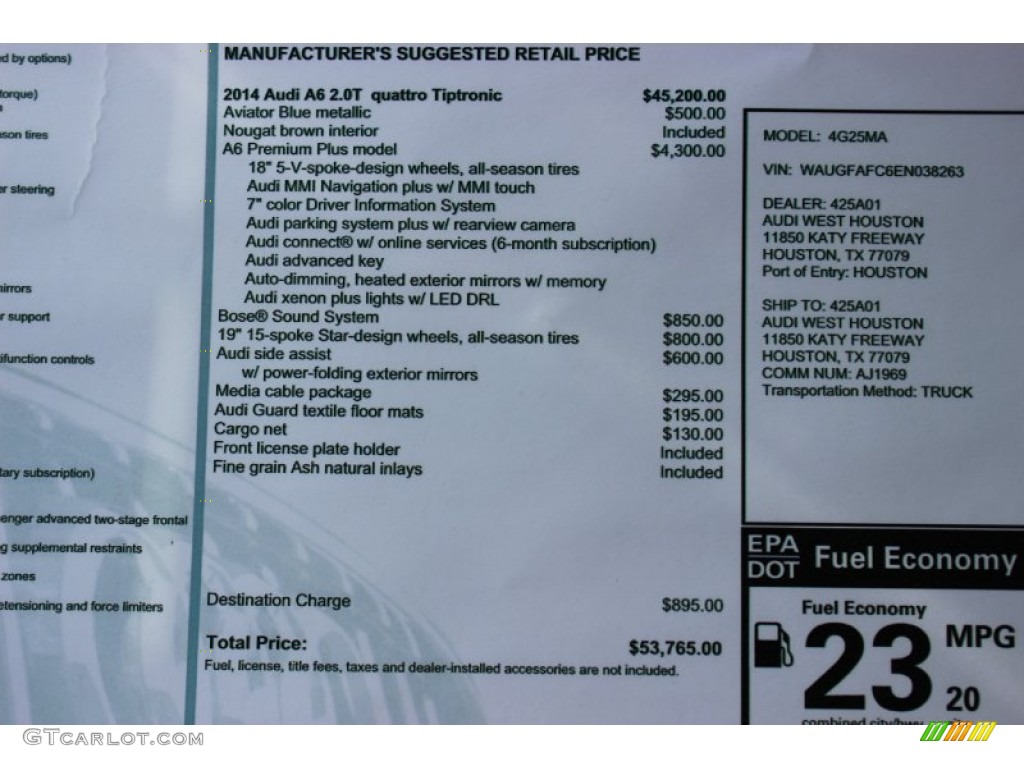 d by options)
torque)
son tires
er steering
mirrors
r support
ifunction controls
tary subscription)
enger advanced two-stage frontal
g supplemental restraints
zones
etensioning and force limiters
MANUFACTURER'S SUGGESTED RETAIL PRICE
2014 Audi A6 2.0T quattro Tiptronic $45,200.00
Aviator Blue metallic $500.00
Nougat brown interior Included
A6 Premium Plus model $4,300.00
18" 5-V-spoke-design wheels, all-season tires
Audi MMI Navigation plus w/ MMI touch
7" color Driver Information System
Audi parking system plus w/ rearview camera
Audi connect® w/ online services (6-month subscription)
Audi advanced key
Auto-dimming, heated exterior mirrors w/ memory
Audi xenon plus lights w/ LED DRL
Bose® Sound System $850.00
19" 15-spoke Star-design wheels, all-season tires $800.00
Audi side assist $600.00
w/ power-folding exterior mirrors
Media cable package $295.00
Audi Guard textile floor mats $195.00
Cargo net $130.00
Front license plate holder Included
Fine grain Ash natural inlays Included
Destination Charge $895.00
Total Price: $53,765.00
Fuel, license, title fees, taxes and dealer-installed accessories are not included.
MODEL: 4G25MA
VIN: WAUGFAFC6EN038263
DEALER: 425A01
AUDI WEST HOUSTON
11850 KATY FREEWAY
HOUSTON, TX 77079
Port of Entry: HOUSTON
SHIP TO: 425A01
AUDI WEST HOUSTON
11850 KATY FREEWAY
HOUSTON, TX 77079
COMM NUM: AJ1969
Transportation Method: TRUCK
EPA
DOT
Fuel Economy
Fuel Economy
23 MPG
20
combined city/hwy
GTCARLOT.COM